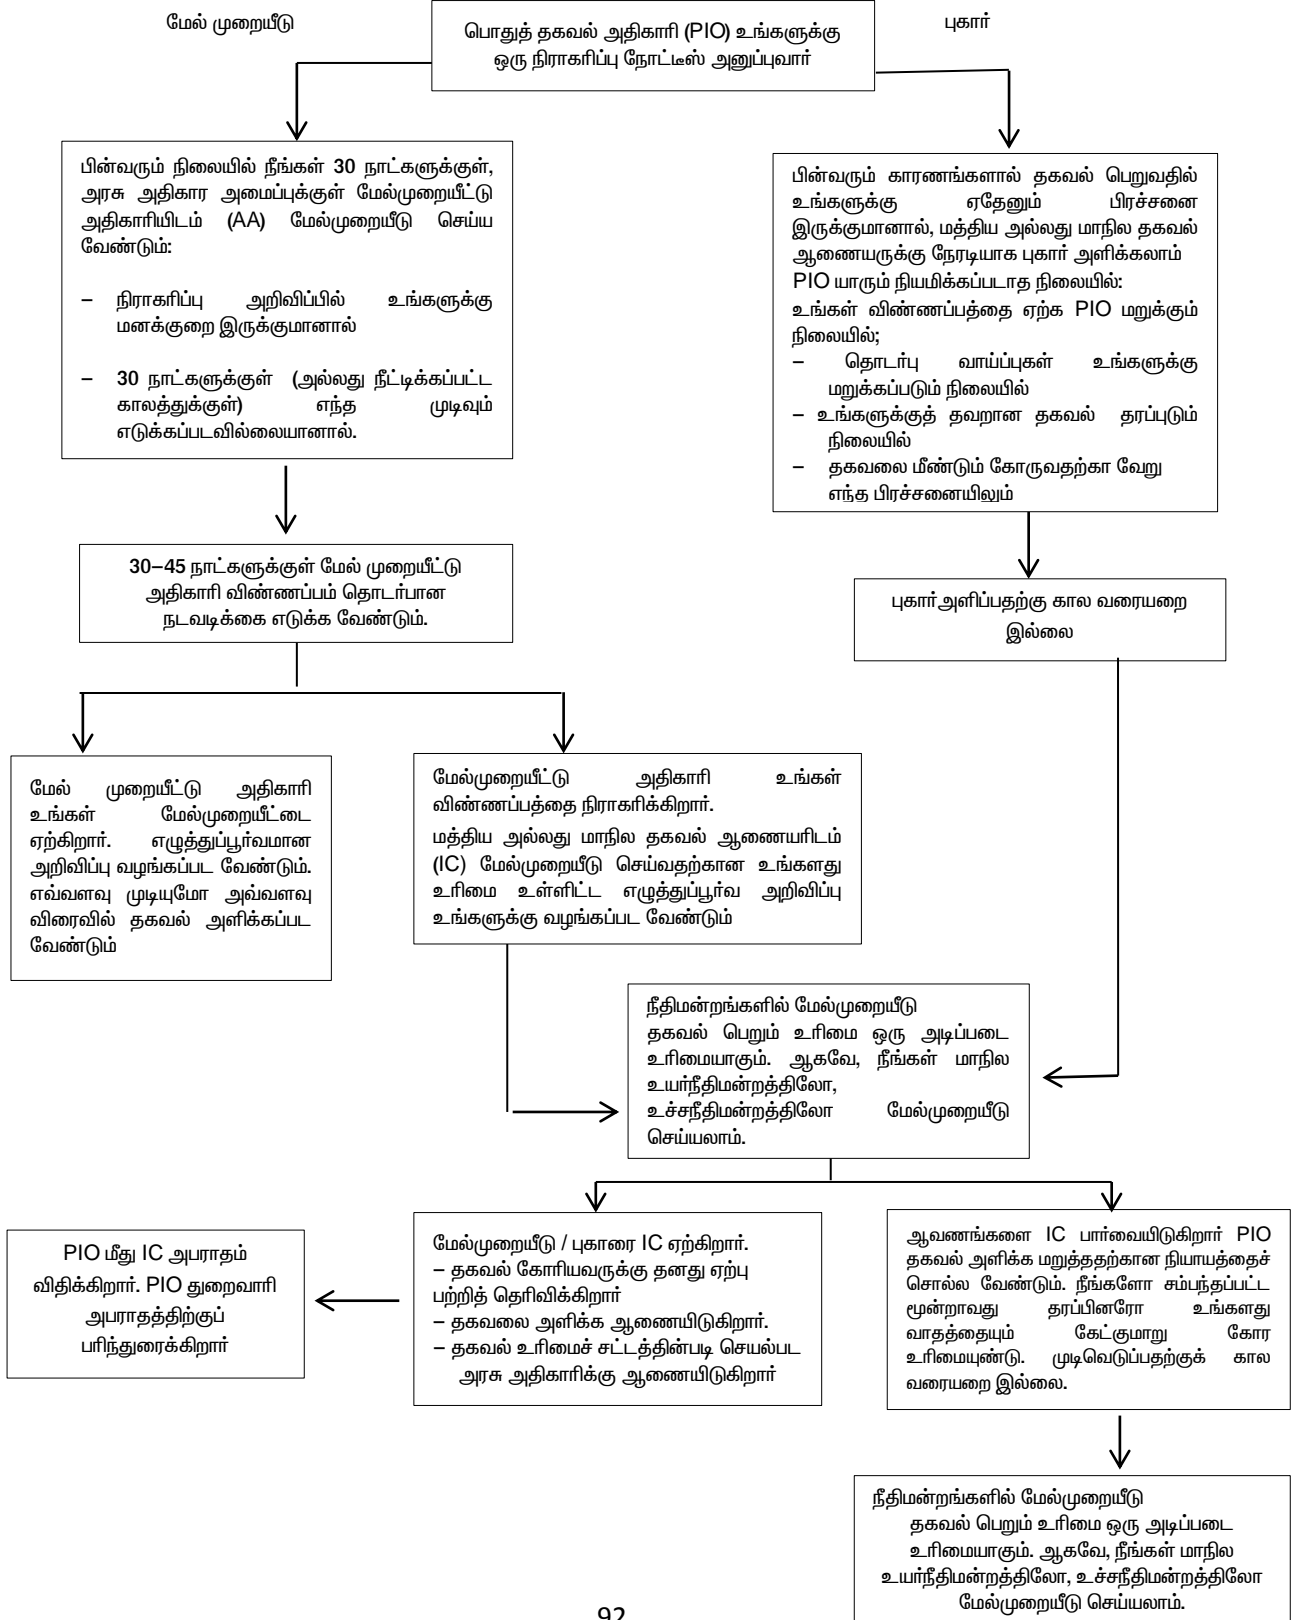 மேல் முறையீடு
பொதுத் தகவல் அதிகாரி (PIO) உங்களுக்கு
ஒரு நிராகரிப்பு நோட்டீஸ் அனுப்புவார்
புகார்
பின்வரும் நிலையில் நீங்கள் 30 நாட்களுக்குள்,
அரசு அதிகார அமைப்புக்குள் மேல்முறையீட்டு
அதிகாரியிடம் (AA) மேல்முறையீடு செய்ய
வேண்டும்:
– நிராகரிப்பு அறிவிப்பில் உங்களுக்கு
மனக்குறை இருக்குமானால்
– 30 நாட்களுக்குள் (அல்லது நீட்டிக்கப்பட்ட
காலத்துக்குள்) எந்த முடிவும்
எடுக்கப்படவில்லையானால்.
பின்வரும் காரணங்களால் தகவல் பெறுவதில்
உங்களுக்கு ஏதேனும் பிரச்சனை
இருக்குமானால், மத்திய அல்லது மாநில தகவல்
ஆணையருக்கு நேரடியாக புகார் அளிக்கலாம்
PIO யாரும் நியமிக்கப்படாத நிலையில்:
உங்கள் விண்ணப்பத்தை ஏற்க PIO மறுக்கும்
நிலையில்;
– தொடர்பு வாய்ப்புகள் உங்களுக்கு
மறுக்கப்படும் நிலையில்
– உங்களுக்குத் தவறான தகவல் தரப்புடும்
நிலையில்
– தகவலை மீண்டும் கோருவதற்கா வேறு
எந்த பிரச்சனையிலும்
30–45 நாட்களுக்குள் மேல் முறையீட்டு
அதிகாரி விண்ணப்பம் தொடர்பான
நடவடிக்கை எடுக்க வேண்டும்.
புகார்அளிப்பதற்கு கால வரையறை
இல்லை
மேல் முறையீட்டு அதிகாரி
உங்கள் மேல்முறையீட்டை
ஏற்கிறார். எழுத்துப்பூர்வமான
அறிவிப்பு வழங்கப்பட வேண்டும்.
எவ்வளவு முடியுமோ அவ்வளவு
விரைவில் தகவல் அளிக்கப்பட
வேண்டும்
மேல்முறையீட்டு அதிகாரி உங்கள்
விண்ணப்பத்தை நிராகரிக்கிறார்.
மத்திய அல்லது மாநில தகவல் ஆணையரிடம்
(IC) மேல்முறையீடு செய்வதற்கான உங்களது
உரிமை உள்ளிட்ட எழுத்துப்பூர்வ அறிவிப்பு
உங்களுக்கு வழங்கப்பட வேண்டும்
நீதிமன்றங்களில் மேல்முறையீடு
தகவல் பெறும் உரிமை ஒரு அடிப்படை
உரிமையாகும். ஆகவே, நீங்கள் மாநில
உயர்நீதிமன்றத்திலோ,
உச்சநீதிமன்றத்திலோ மேல்முறையீடு
செய்யலாம்.
PIO மீது IC அபராதம்
விதிக்கிறார். PIO துறைவாரி
அபராதத்திற்குப்
பரிந்துரைக்கிறார்
மேல்முறையீடு / புகாரை IC ஏற்கிறார்.
– தகவல் கோரியவருக்கு தனது ஏற்பு
பற்றித் தெரிவிக்கிறார்
– தகவலை அளிக்க ஆணையிடுகிறார்.
– தகவல் உரிமைச் சட்டத்தின்படி செயல்பட
அரசு அதிகாரிக்கு ஆணையிடுகிறார்
ஆவணங்களை IC பார்வையிடுகிறார் PIO
தகவல் அளிக்க மறுத்ததற்கான நியாயத்தைச்
சொல்ல வேண்டும். நீங்களோ சம்பந்தப்பட்ட
மூன்றாவது தரப்பினரோ உங்களது
வாதத்தையும் கேட்குமாறு கோர
உரிமையுண்டு. முடிவெடுப்பதற்குக் கால
வரையறை இல்லை.
நீதிமன்றங்களில் மேல்முறையீடு
தகவல் பெறும் உரிமை ஒரு அடிப்படை
உரிமையாகும். ஆகவே, நீங்கள் மாநில
உயர்நீதிமன்றத்திலோ, உச்சநீதிமன்றத்திலோ
மேல்முறையீடு செய்யலாம்.
92